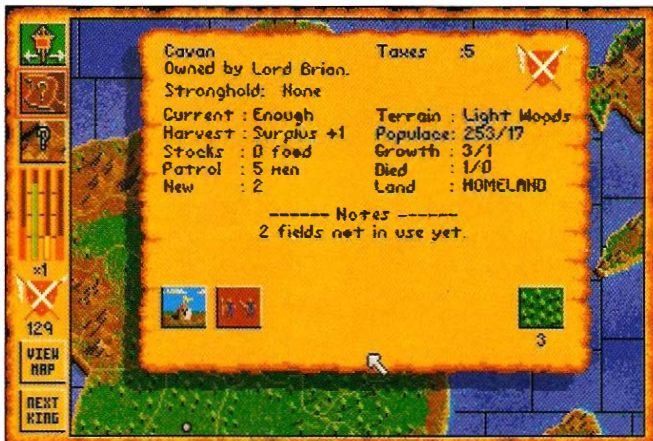 Cavan Taxes :5
Owned by Lord Brian.
Stronghold: None
Current : Enough Terrain : Light Woods
Harvest : Surplus +1 Populace: 253/17
Stocks : 0 food Growth : 3/1
Patrol : 5 men Died : 1/0
New : 2 Land : HOMELAND
------ Notes ------
2 fields not in use yet.
x1
129
3
VIEW
MAP
NEXT
KING